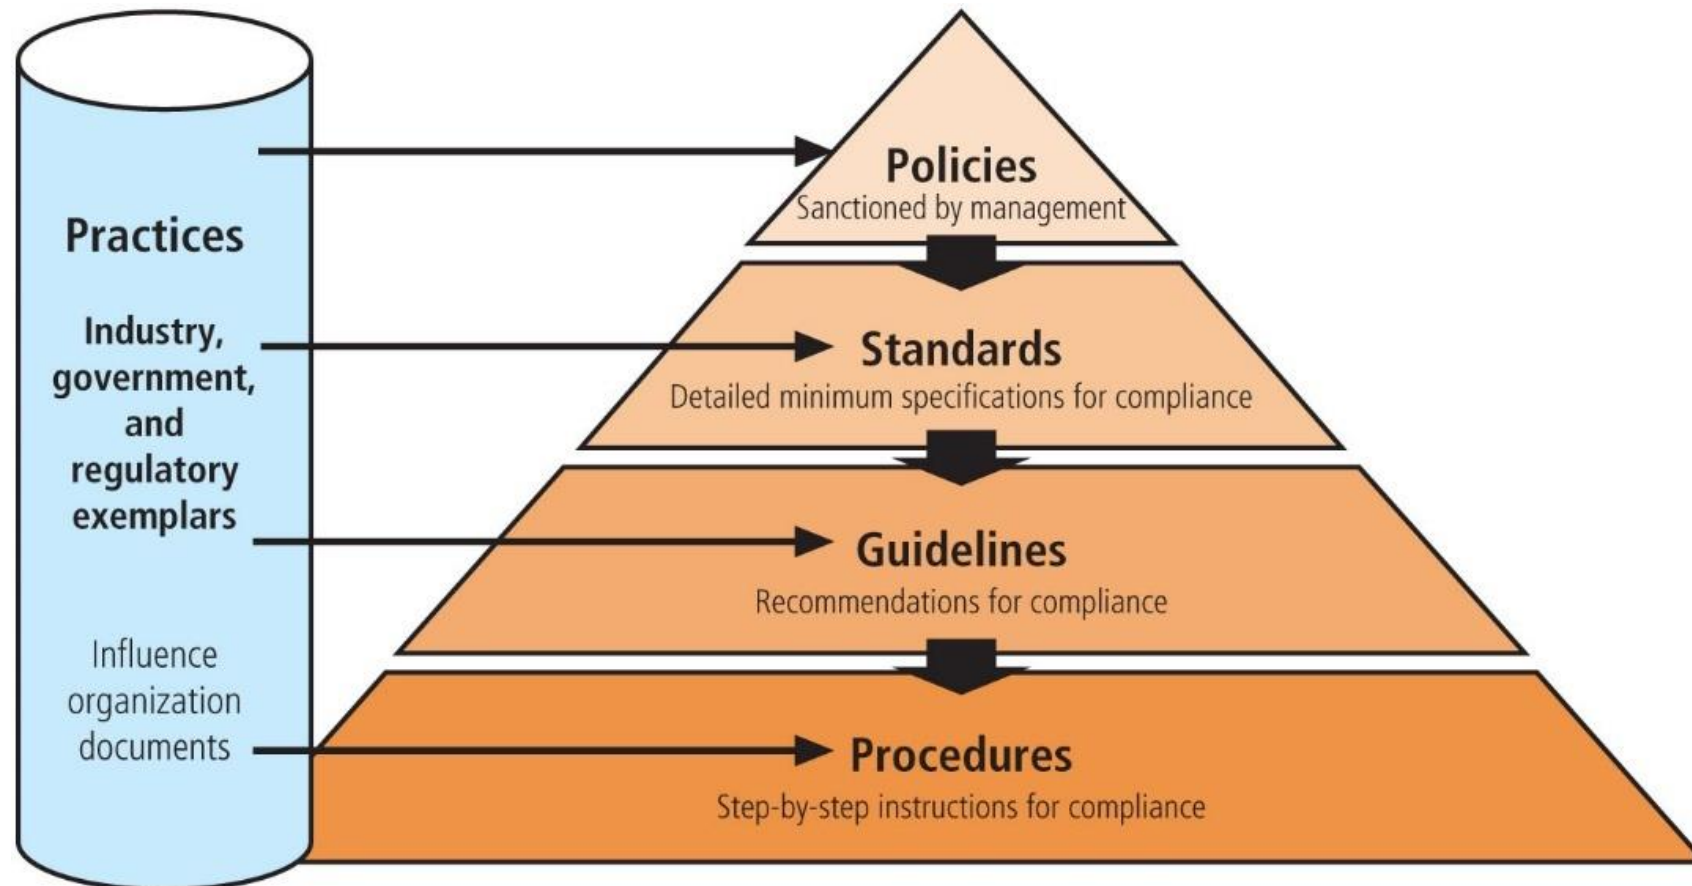 Practices
Industry,
government,
and
regulatory
exemplars
Influence
organization
documents
Policies
Sanctioned by management
Standards
Detailed minimum specifications for compliance
Guidelines
Recommendations for compliance
Procedures
Step-by-step instructions for compliance